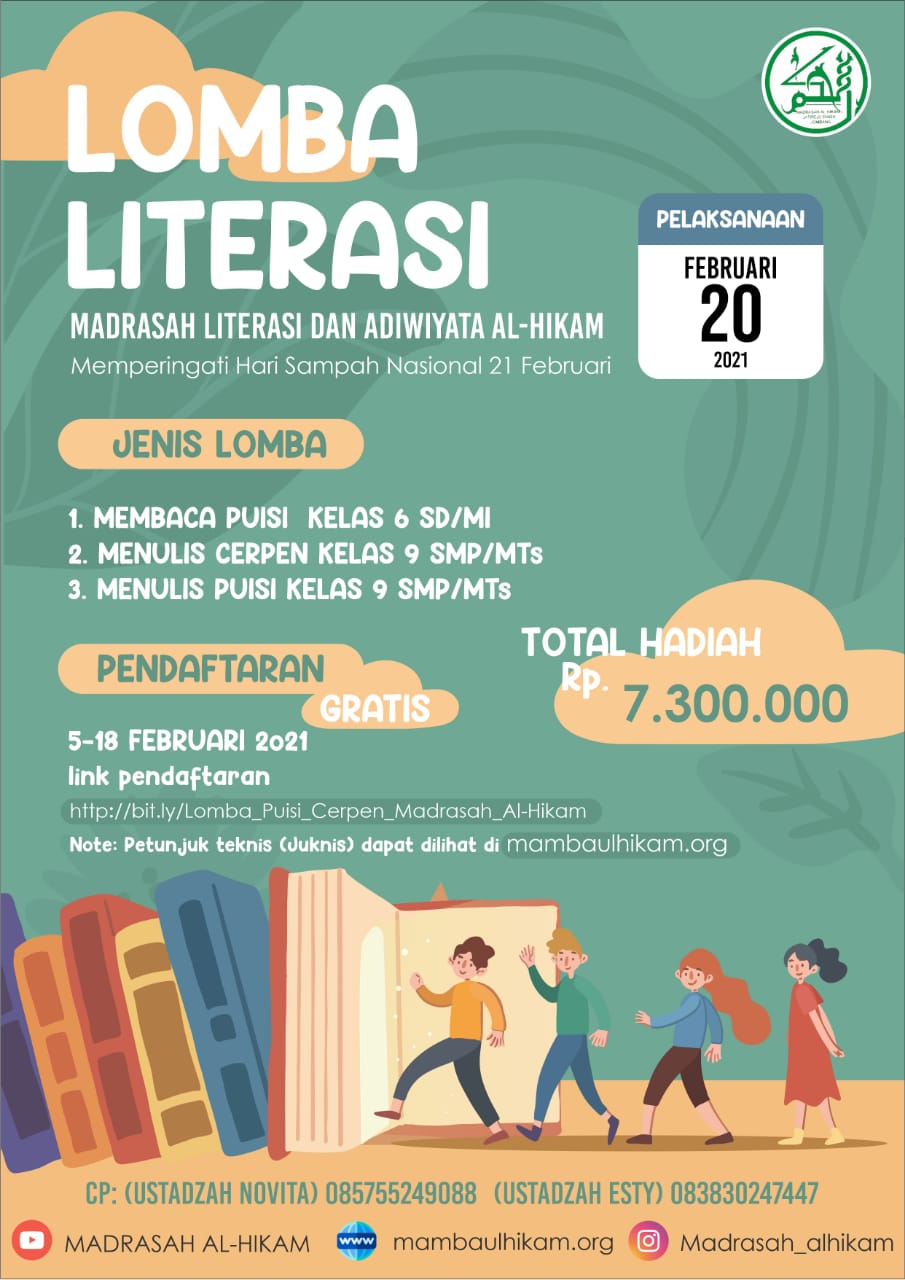 LOMBA
LITERASI
MADRASAH LITERASI DAN ADIWIYATA AL-HIKAM
Memperingati Hari Sampah Nasional 21 Februari
PELAKSANAAN
FEBRUARI
20
2021
JENIS LOMBA
1. MEMBACA PUISI KELAS 6 SD/MI
2. MENULIS CERPEN KELAS 9 SMP/MTs
3. MENULIS PUISI KELAS 9 SMP/MTs
TOTAL HADIAH
Rp. 7.300.000
PENDAFTARAN
GRATIS
5-18 FEBRUARI 2021
link pendaftaran
http://bit.ly/Lomba_Puisi_Cerpen_Madrasah_Al-Hikam
Note: Petunjuk teknis (Juknis) dapat dilihat di mambaulhikam.org
CP: (USTADZAH NOVITA) 085755249088 (USTADZAH ESTY) 083830247447
MADRASAH AL-HIKAM www mambaulhikam.org Madrasah_alhikam